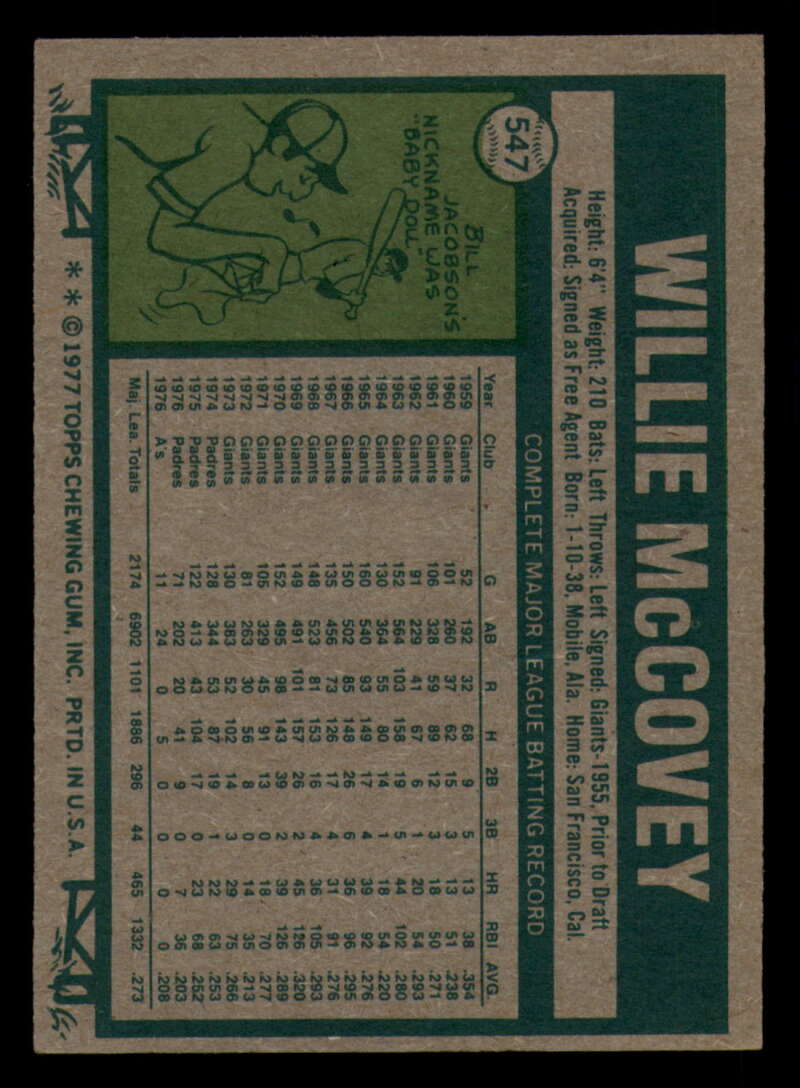 547
WILLIE McCOVEY
Height: 6'4" Weight: 210 Bats: Left Throws: Left Signed: Giants-1955, Prior to Draft
Acquired: Signed as Free Agent Born: 1-10-38, Mobile, Ala. Home: San Francisco, Cal.
BILL
JACOBSON'S
NICKNAME WAS
"BABY DOLL"
COMPLETE MAJOR LEAGUE BATTING RECORD
Year Club G AB R H 2B 3B HR RBI AVG
1959 Giants 52 192 32 68 9 5 13 38 .354
1960 Giants 101 260 37 62 15 3 13 51 .238
1961 Giants 106 328 59 89 12 3 18 50 .271
1962 Giants 91 229 41 67 6 1 20 54 .293
1963 Giants 152 564 103 158 19 5 44 102 .280
1964 Giants 130 364 55 80 14 1 18 54 .220
1965 Giants 160 540 93 149 17 4 39 92 .276
1966 Giants 150 502 85 148 26 6 36 96 .295
1967 Giants 135 456 73 126 17 4 31 91 .276
1968 Giants 148 523 81 153 16 4 36 105 .293
1969 Giants 149 491 101 157 26 2 45 126 .320
1970 Giants 152 495 98 143 39 2 39 126 .289
1971 Giants 105 329 45 91 13 0 18 70 .277
1972 Giants 81 263 30 56 8 0 14 35 .213
1973 Giants 130 383 52 102 14 3 29 75 .266
1974 Padres 128 344 53 87 19 1 22 63 .253
1975 Padres 122 413 43 104 17 0 23 68 .252
1976 Padres 71 202 20 41 9 0 7 36 .203
1976 A's 11 24 0 5 0 0 0 0 .208
Maj. Lea. Totals 2174 6902 1101 1886 296 44 465 1332 .273
* * © 1977 TOPPS CHEWING GUM, INC. PRTD. IN U.S.A.